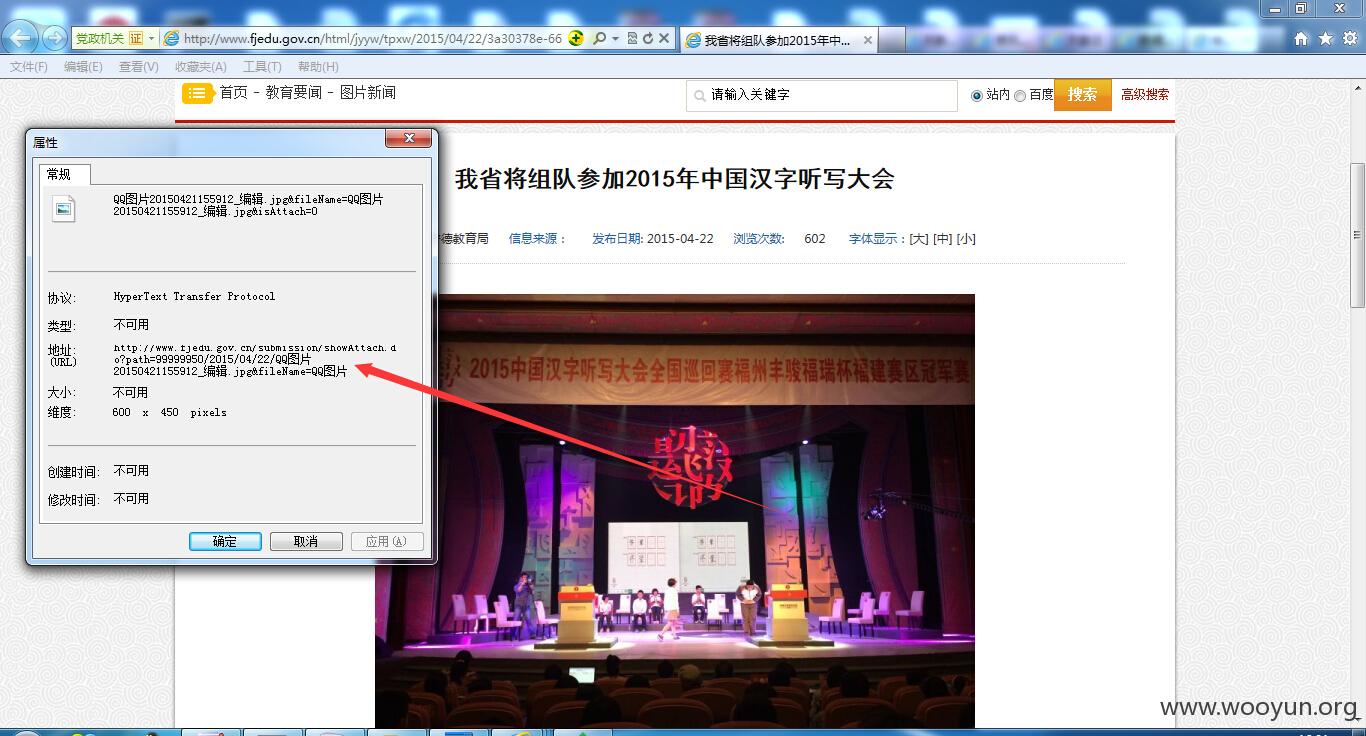 党政机关 证 http://www.fjedu.gov.cn/html/jyyw/tpxw/2015/04/22/3a30378e-66
我省将组队参加2015年中...
文件(F) 编辑(E) 查看(V) 收藏夹(A) 工具(T) 帮助(H)
首页 - 教育要闻 - 图片新闻
请输入关键字
站内 百度 搜索 高级搜索
属性
常规
QQ图片20150421155912_编辑.jpg&fileName=QQ图片
20150421155912_编辑.jpg&isAttach=0
协议: HyperText Transfer Protocol
类型: 不可用
地址: (URL)
http://www.fjedu.gov.cn/submission/showAttach.d
o?path=99999950/2015/04/22/QQ图片
20150421155912_编辑.jpg&fileName=QQ图片
大小: 不可用
维度: 600 x 450 pixels
创建时间: 不可用
修改时间: 不可用
确定 取消 应用(A)
我省将组队参加2015年中国汉字听写大会
德教育局 信息来源： 发布日期: 2015-04-22 浏览次数: 602 字体显示：[大] [中] [小]
2015中国汉字听写大会全国巡回赛福州丰骏福瑞杯福建赛区冠军赛
www.wooyun.org